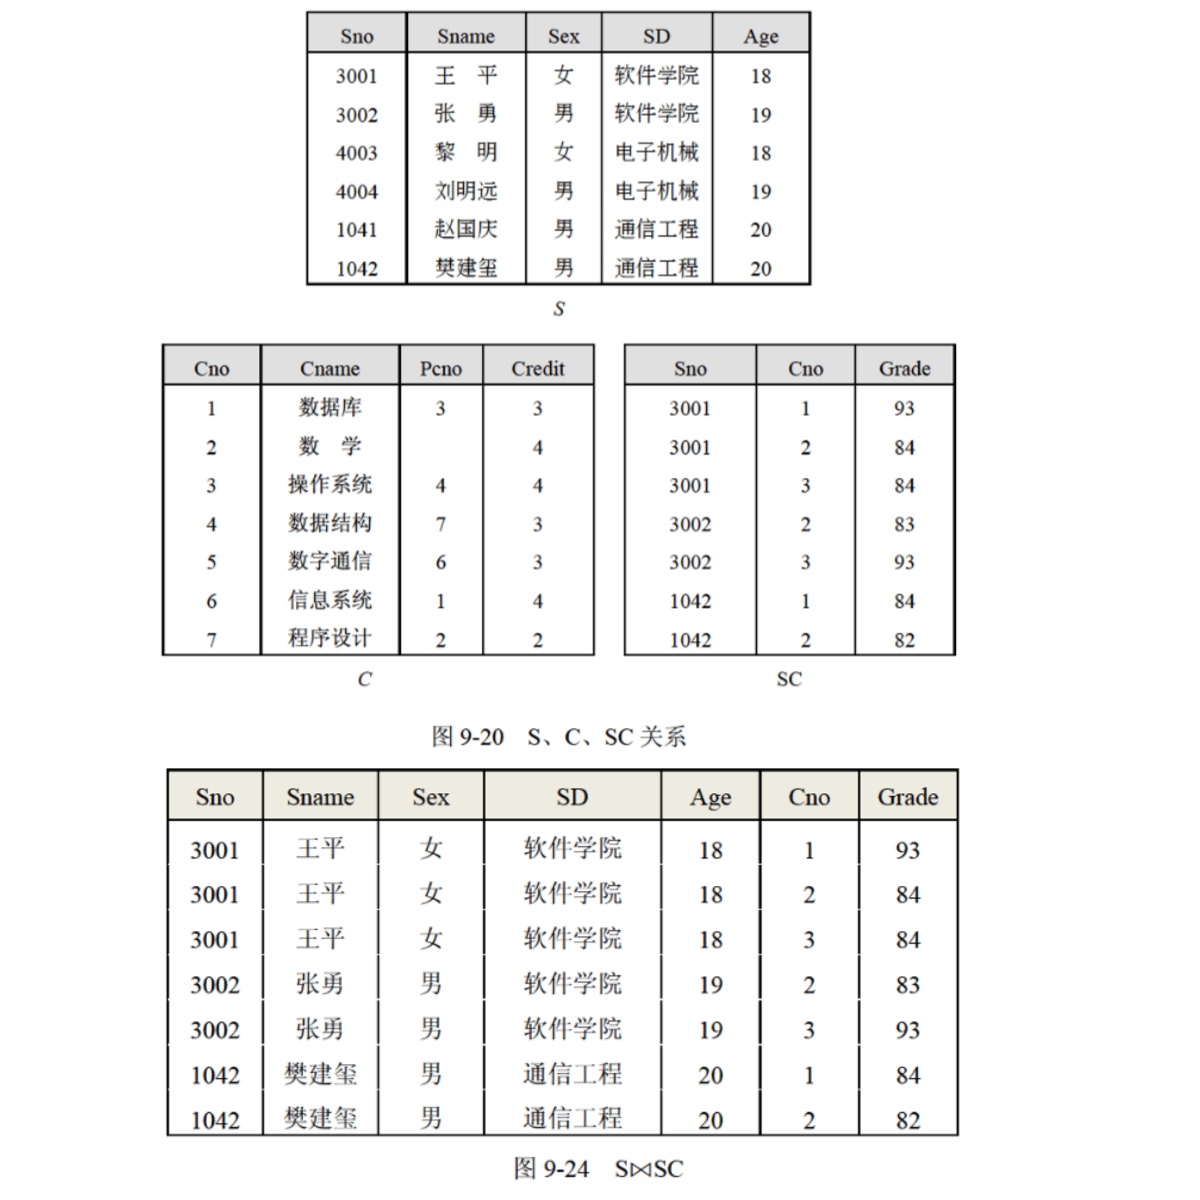 Sno Sname Sex SD Age
3001 王 平 女 软件学院 18
3002 张 勇 男 软件学院 19
4003 黎 明 女 电子机械 18
4004 刘明远 男 电子机械 19
1041 赵国庆 男 通信工程 20
1042 樊建玺 男 通信工程 20
S
Cno Cname Pcno Credit
1 数据库 3 3
2 数 学 4
3 操作系统 4 4
4 数据结构 7 3
5 数字通信 6 3
6 信息系统 1 4
7 程序设计 2 2
C
Sno Cno Grade
3001 1 93
3001 2 84
3001 3 84
3002 2 83
3002 3 93
1042 1 84
1042 2 82
SC
图 9-20 S、C、SC 关系
Sno Sname Sex SD Age Cno Grade
3001 王平 女 软件学院 18 1 93
3001 王平 女 软件学院 18 2 84
3001 王平 女 软件学院 18 3 84
3002 张勇 男 软件学院 19 2 83
3002 张勇 男 软件学院 19 3 93
1042 樊建玺 男 通信工程 20 1 84
1042 樊建玺 男 通信工程 20 2 82
图 9-24 S⋈SC